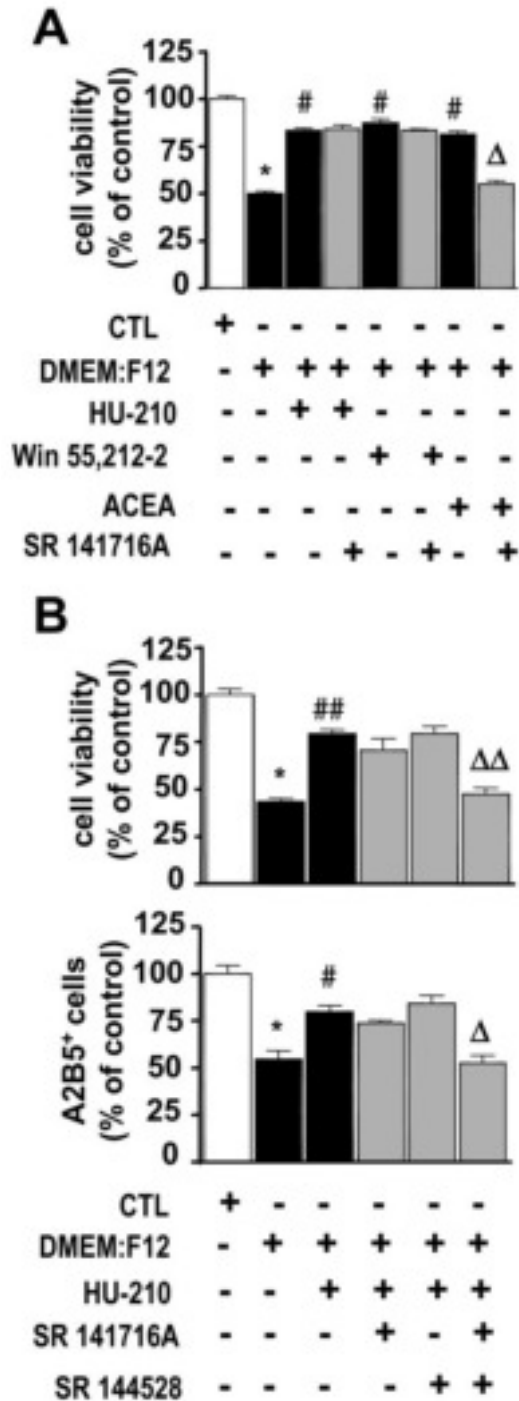 A
cell viability
(% of control)
125
100
75
50
25
0
* # # # Δ
CTL + - - - - - - -
DMEM:F12 - + + + + + + +
HU-210 - - + + - - - -
Win 55,212-2 - - - - + + - -
ACEA - - - - - - + +
SR 141716A - - - + - + - +
B
cell viability
(% of control)
125
100
75
50
25
0
* ## ΔΔ
A2B5+ cells
(% of control)
125
100
75
50
25
0
* # Δ
CTL + - - - - -
DMEM:F12 - + + + + +
HU-210 - - + + + +
SR 141716A - - - + - +
SR 144528 - - - - + +